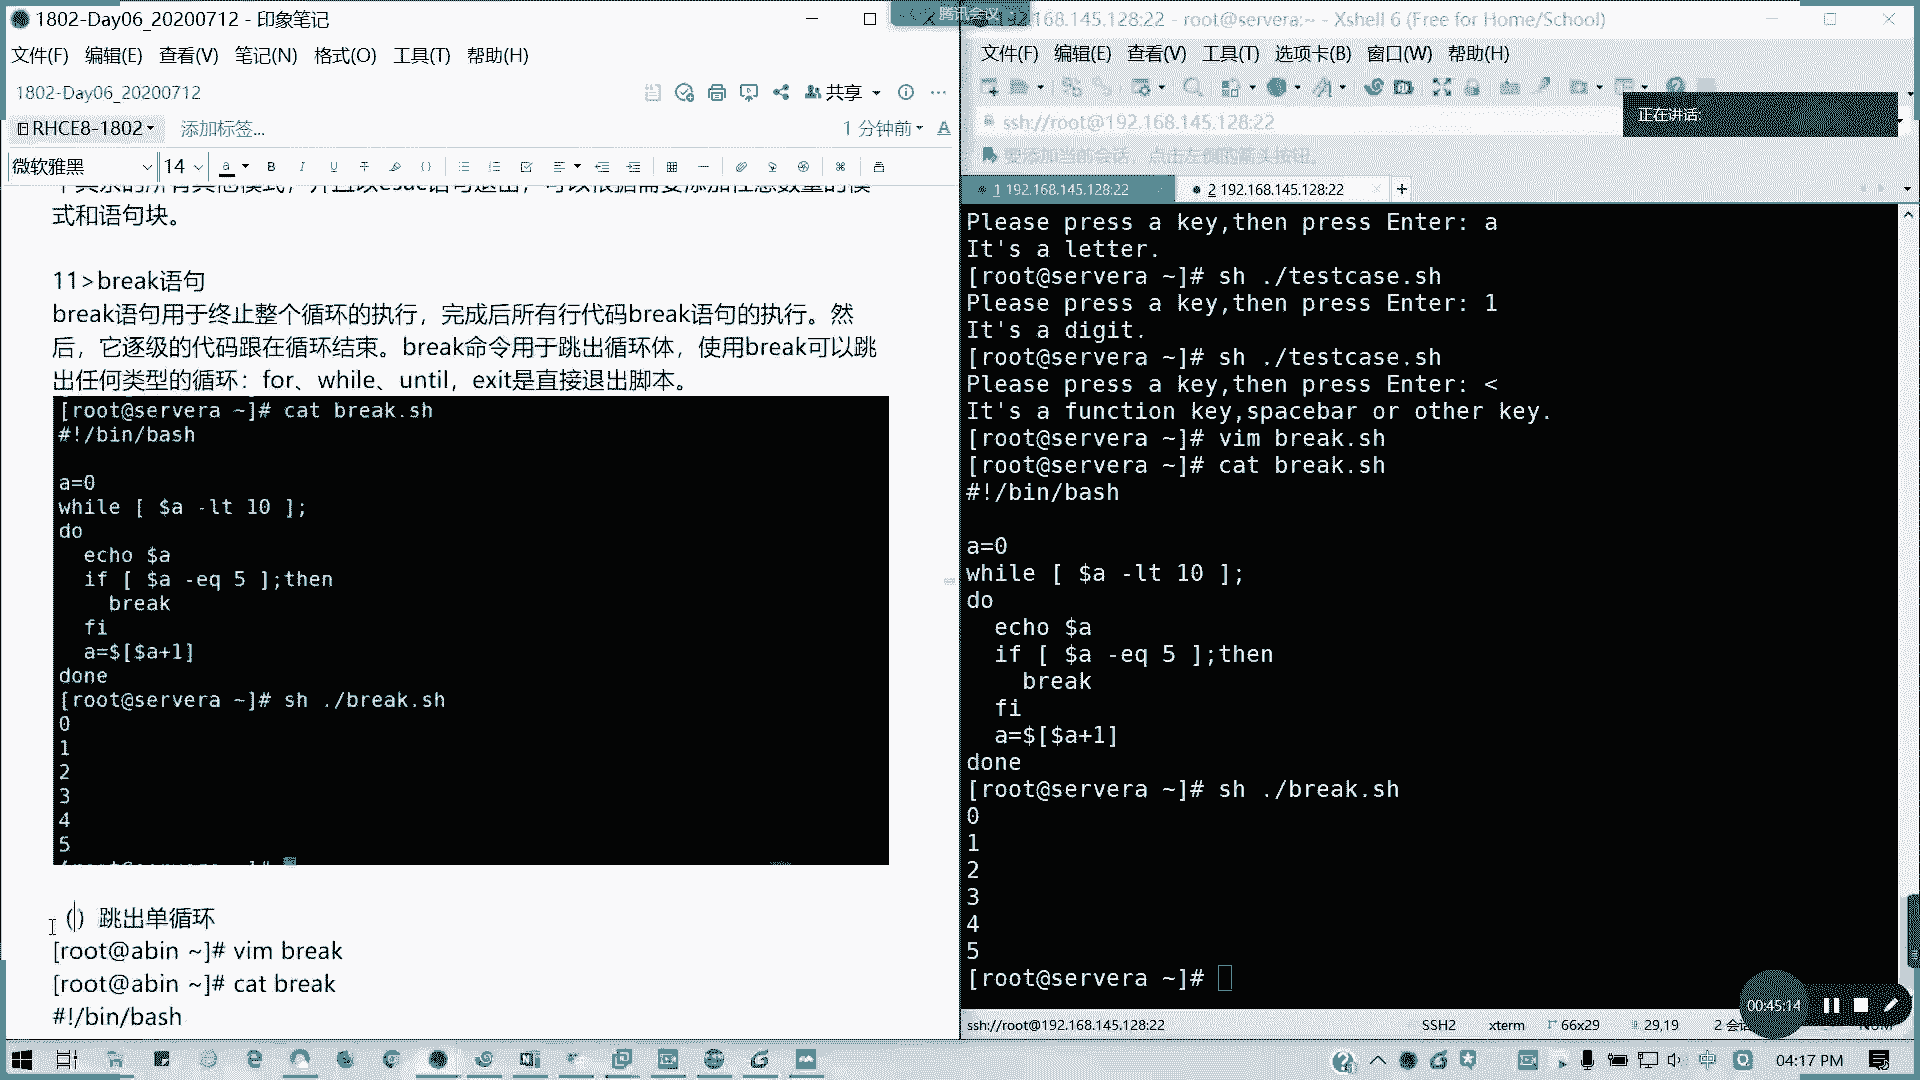 1802-Day06_20200712 - 印象笔记
文件(F) 编辑(E) 查看(V) 笔记(N) 格式(O) 工具(T) 帮助(H)
1802-Day06_20200712
共享
RHCE8-1802
添加标签...
1 分钟前
微软雅黑
14
式和语句块。
11>break语句
break语句用于终止整个循环的执行，完成后所有行代码break语句的执行。然
后，它逐级的代码跟在循环结束。break命令用于跳出循环体，使用break可以跳
出任何类型的循环：for、while、until，exit是直接退出脚本。
[root@servera ~]# cat break.sh
#!/bin/bash
a=0
while [ $a -lt 10 ];
do
echo $a
if [ $a -eq 5 ];then
break
fi
a=$[$a+1]
done
[root@servera ~]# sh ./break.sh
0
1
2
3
4
5
（）跳出单循环
[root@abin ~]# vim break
[root@abin ~]# cat break
#!/bin/bash
腾讯会议
192.168.145.128:22 - root@servera:~ - Xshell 6 (Free for Home/School)
文件(F) 编辑(E) 查看(V) 工具(T) 选项卡(B) 窗口(W) 帮助(H)
ssh://root@192.168.145.128:22
正在讲话:
要添加当前会话，点击左侧的箭头按钮。
1 192.168.145.128:22
2 192.168.145.128:22
Please press a key,then press Enter: a
It's a letter.
[root@servera ~]# sh ./testcase.sh
Please press a key,then press Enter: 1
It's a digit.
[root@servera ~]# sh ./testcase.sh
Please press a key,then press Enter: <
It's a function key,spacebar or other key.
[root@servera ~]# vim break.sh
[root@servera ~]# cat break.sh
#!/bin/bash
a=0
while [ $a -lt 10 ];
do
echo $a
if [ $a -eq 5 ];then
break
fi
a=$[$a+1]
done
[root@servera ~]# sh ./break.sh
0
1
2
3
4
5
[root@servera ~]#
00:45:14
ssh://root@192.168.145.128:22
SSH2
xterm
66x29
29,19
2 会
NUM
中
04:17 PM